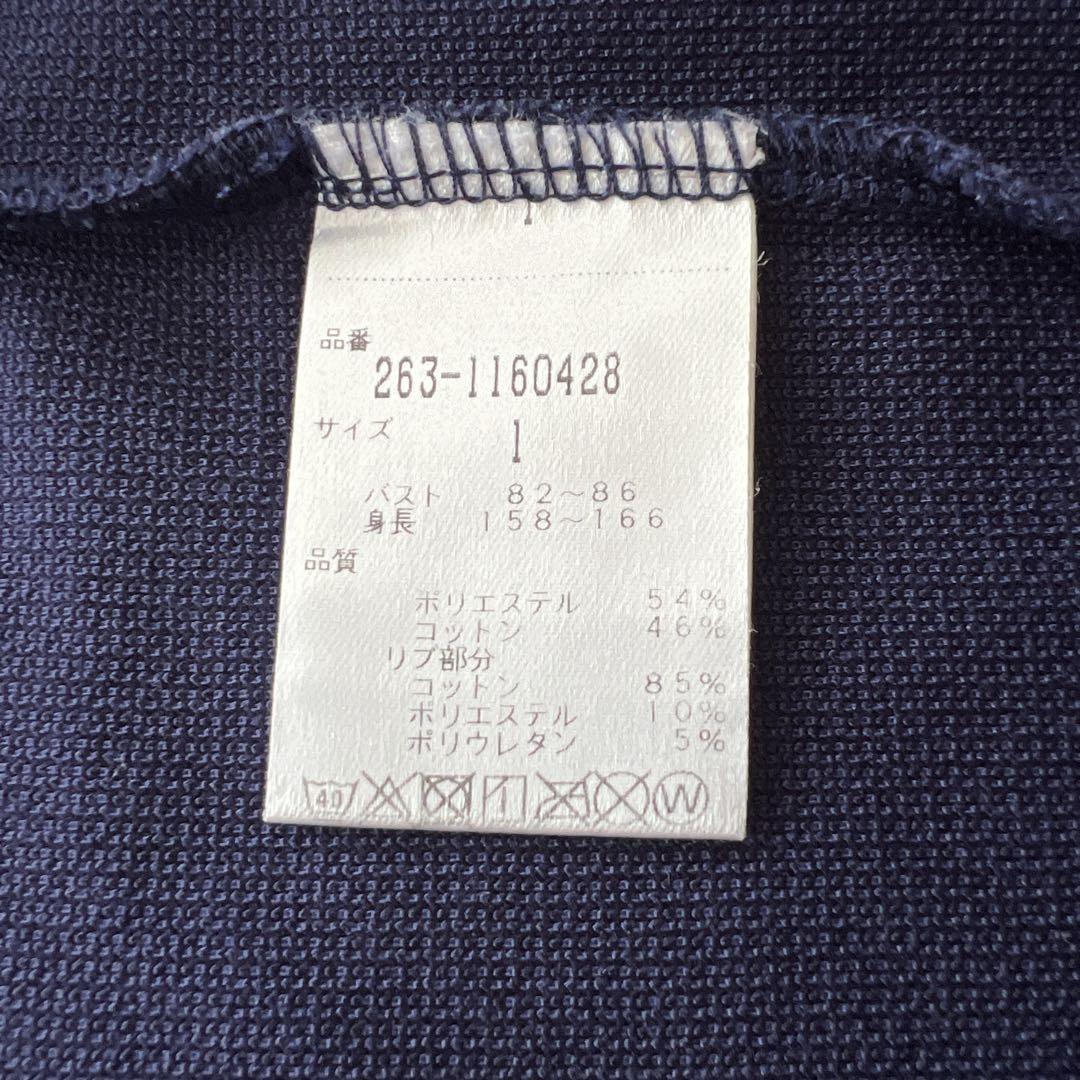 1
品番
263-1160428
サイズ 1
バスト 82~86
身長 158~166
品質
ポリエステル 54%
コットン 46%
リブ部分
コットン 85%
ポリエステル 10%
ポリウレタン 5%
40 W